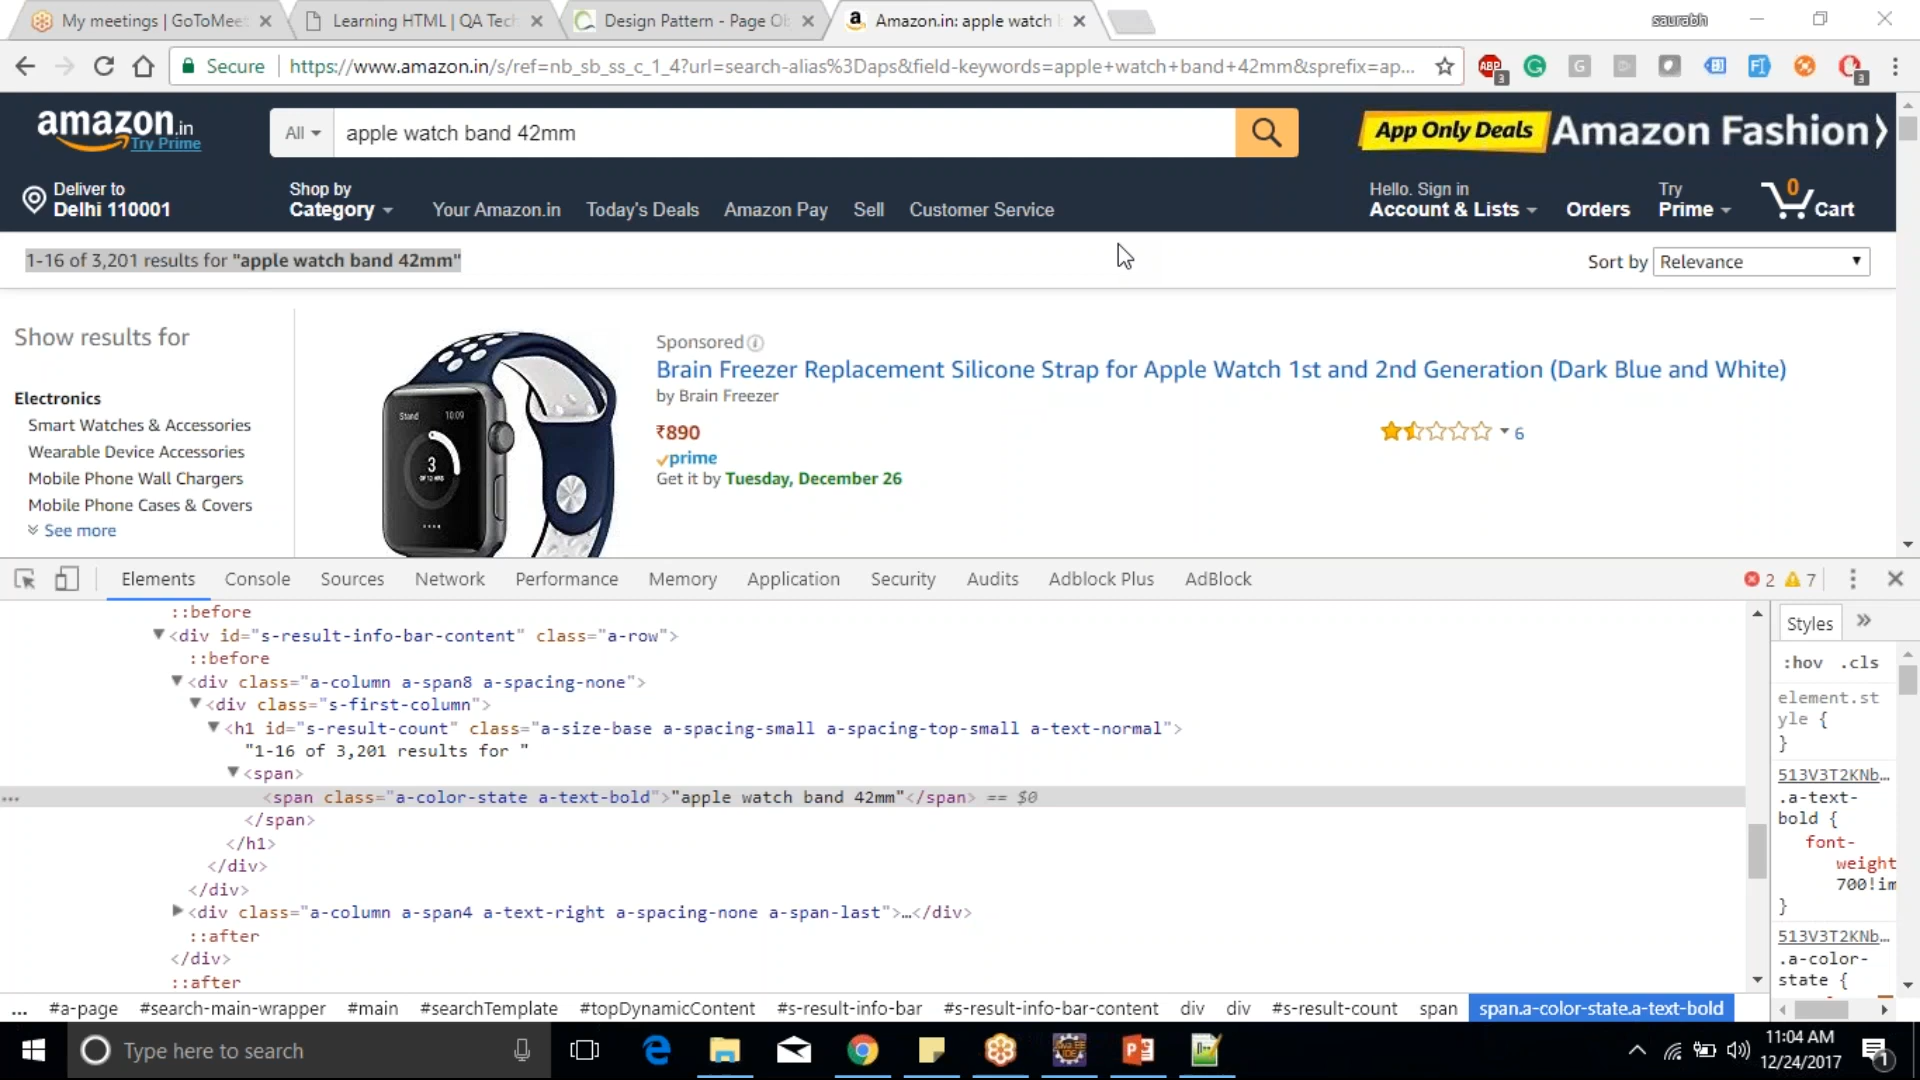 My meetings | GoToMeet
Learning HTML | QA Tech
Design Pattern - Page Ob
Amazon.in: apple watch b
saurabh
Secure
https://www.amazon.in/s/ref=nb_sb_ss_c_1_4?url=search-alias%3Daps&field-keywords=apple+watch+band+42mm&sprefix=ap...
ABP
3
3
amazon.in
Try Prime
All
apple watch band 42mm
App Only Deals
Amazon Fashion
Deliver to
Delhi 110001
Shop by
Category
Your Amazon.in
Today's Deals
Amazon Pay
Sell
Customer Service
Hello. Sign in
Account & Lists
Orders
Try
Prime
0
Cart
1-16 of 3,201 results for "apple watch band 42mm"
Sort by
Relevance
Show results for
Electronics
Smart Watches & Accessories
Wearable Device Accessories
Mobile Phone Wall Chargers
Mobile Phone Cases & Covers
See more
Stand 10:09
3
OF 12 HRS
Sponsored
Brain Freezer Replacement Silicone Strap for Apple Watch 1st and 2nd Generation (Dark Blue and White)
by Brain Freezer
₹890
prime
Get it by Tuesday, December 26
6
Elements
Console
Sources
Network
Performance
Memory
Application
Security
Audits
Adblock Plus
AdBlock
2
7
::before
<div id="s-result-info-bar-content" class="a-row">
::before
<div class="a-column a-span8 a-spacing-none">
<div class="s-first-column">
<h1 id="s-result-count" class="a-size-base a-spacing-small a-spacing-top-small a-text-normal">
"1-16 of 3,201 results for "
<span>
<span class="a-color-state a-text-bold">"apple watch band 42mm"</span> == $0
</span>
</h1>
</div>
</div>
<div class="a-column a-span4 a-text-right a-spacing-none a-span-last">…</div>
::after
</div>
::after
Styles
:hov .cls
element.st
yle {
}
513V3T2KNb…
.a-text-
bold {
font-
weight
700!im
}
513V3T2KNb…
.a-color-
state {
... #a-page #search-main-wrapper #main #searchTemplate #topDynamicContent #s-result-info-bar #s-result-info-bar-content div div #s-result-count span span.a-color-state.a-text-bold
Type here to search
11:04 AM
12/24/2017
1